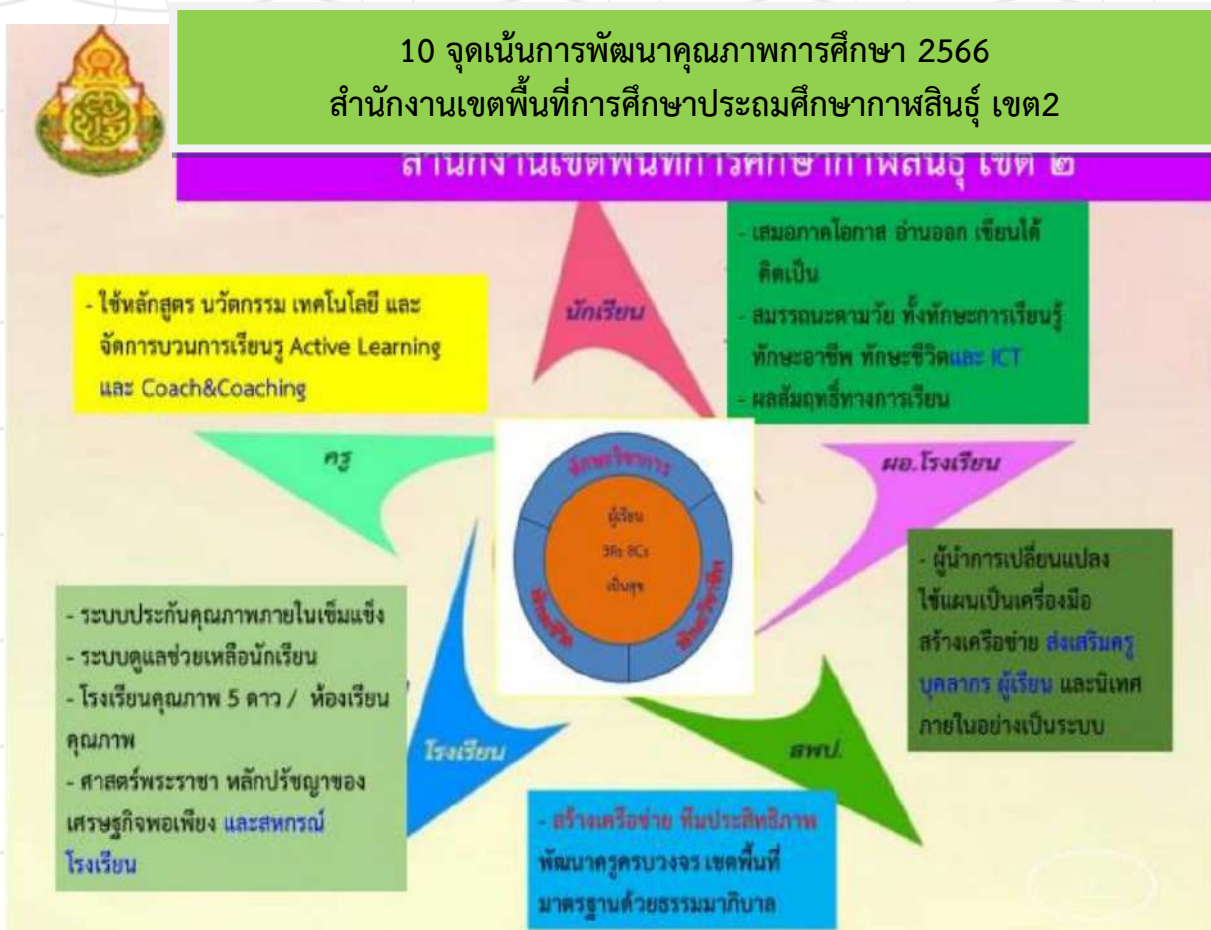 10 จุดเน้นการพัฒนาคุณภาพการศึกษา 2566
สำนักงานเขตพื้นที่การศึกษาประถมศึกษากาฬสินธุ์ เขต2
สำนักงานเขตพื้นที่การศึกษากาฬสินธุ์ เขต ๒
- ใช้หลักสูตร นวัตกรรม เทคโนโลยี และ
จัดการบวนการเรียนรู Active Learning
และ Coach&Coaching
นักเรียน
- เสมอภาคโอกาส อ่านออก เขียนได้
คิดเป็น
- สมรรถนะตามวัย ทั้งทักษะการเรียนรู้
ทักษะอาชีพ ทักษะชีวิตและ ICT
- ผลสัมฤทธิ์ทางการเรียน
ครู
ผอ.โรงเรียน
ทักษะวิชาการ
ผู้เรียน
3Rs 8Cs
เป็นสุข
ทักษะชีวิต
ทักษะวิชาชีพ
- ผู้นำการเปลี่ยนแปลง
ใช้แผนเป็นเครื่องมือ
สร้างเครือข่าย ส่งเสริมครู
บุคลากร ผู้เรียน และนิเทศ
ภายในอย่างเป็นระบบ
- ระบบประกันคุณภาพภายในเข็มแข็ง
- ระบบดูแลช่วยเหลือนักเรียน
- โรงเรียนคุณภาพ 5 ดาว / ห้องเรียน
คุณภาพ
- ศาสตร์พระราชา หลักปรัชญาของ
เศรษฐกิจพอเพียง และสหกรณ์
โรงเรียน
โรงเรียน
สพป.
- สร้างเครือข่าย ทีมประสิทธิภาพ
พัฒนาครูครบวงจร เขตพื้นที่
มาตรฐานด้วยธรรมมาภิบาล